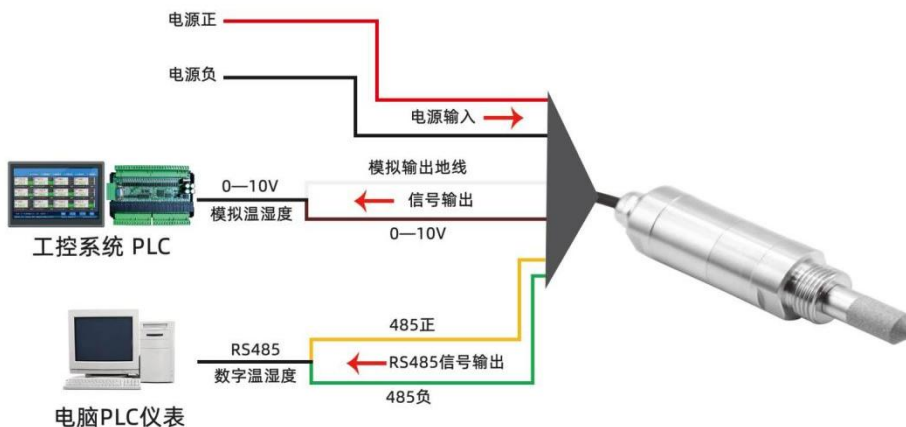 电源正
电源负
电源输入
模拟输出地线
0—10V
信号输出
模拟温湿度
0—10V
工控系统 PLC
485正
RS485
RS485信号输出
数字温湿度
485负
电脑PLC仪表